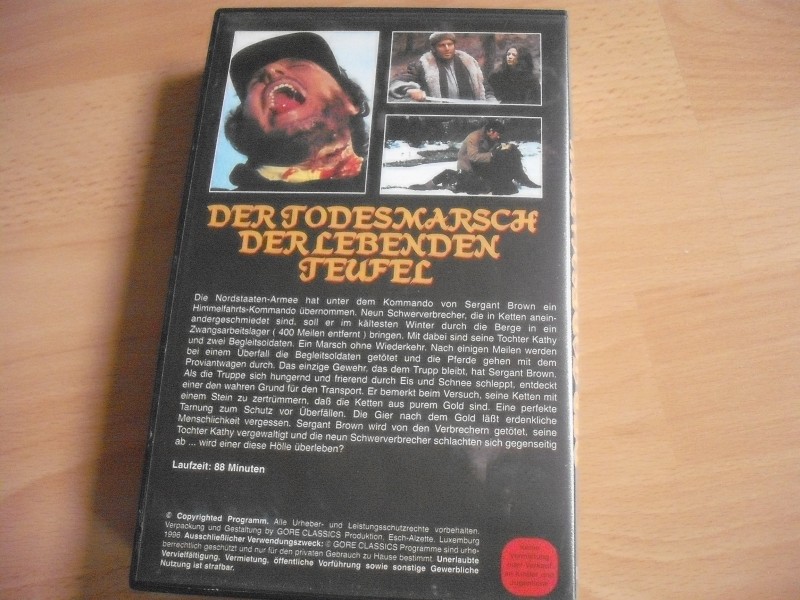 DER TODESMARSCH
DER LEBENDEN
TEUFEL
Die Nordstaaten-Armee hat unter dem Kommando von Sergant Brown ein
Himmelfahrts-Kommando übernommen. Neun Schwerverbrecher, die in Ketten anein-
andergeschmiedet sind, soll er im kältesten Winter durch die Berge in ein
Zwangsarbeitslager ( 400 Meilen entfernt ) bringen. Mit dabei sind seine Tochter Kathy
und zwei Begleitsoldaten. Ein Marsch ohne Wiederkehr. Nach einigen Meilen werden
bei einem Überfall die Begleitsoldaten getötet und die Pferde gehen mit dem
Proviantwagen durch. Das einzige Gewehr, das dem Trupp bleibt, hat Sergant Brown.
Als die Truppe sich hungernd und frierend durch Eis und Schnee schleppt, entdeckt
einer den wahren Grund für den Transport. Er bemerkt beim Versuch, seine Ketten mit
einem Stein zu zertrümmern, daß die Ketten aus purem Gold sind. Eine perfekte
Tarnung zum Schutz vor Überfällen. Die Gier nach dem Gold läßt erdenkliche
Menschlichkeit vergessen. Sergant Brown wird von den Verbrechern getötet, seine
Tochter Kathy vergewaltigt und die neun Schwerverbrecher schlachten sich gegenseitig
ab ... wird einer diese Hölle überleben?
Laufzeit: 88 Minuten
© Copyrighted Programm. Alle Urheber- und Leistungsschutzrechte vorbehalten.
Verpackung und Gestaltung by GORE CLASSICS Produktion, Esch-Alzette, Luxemburg
1996. Ausschließlicher Verwendungszweck: © GORE CLASSICS Programme sind urhe-
berrechtlich geschützt und nur für den privaten Gebrauch zu Hause bestimmt. Unerlaubte
Vervielfältigung, Vermietung, öffentliche Vorführung sowie sonstige Gewerbliche
Nutzung ist strafbar.